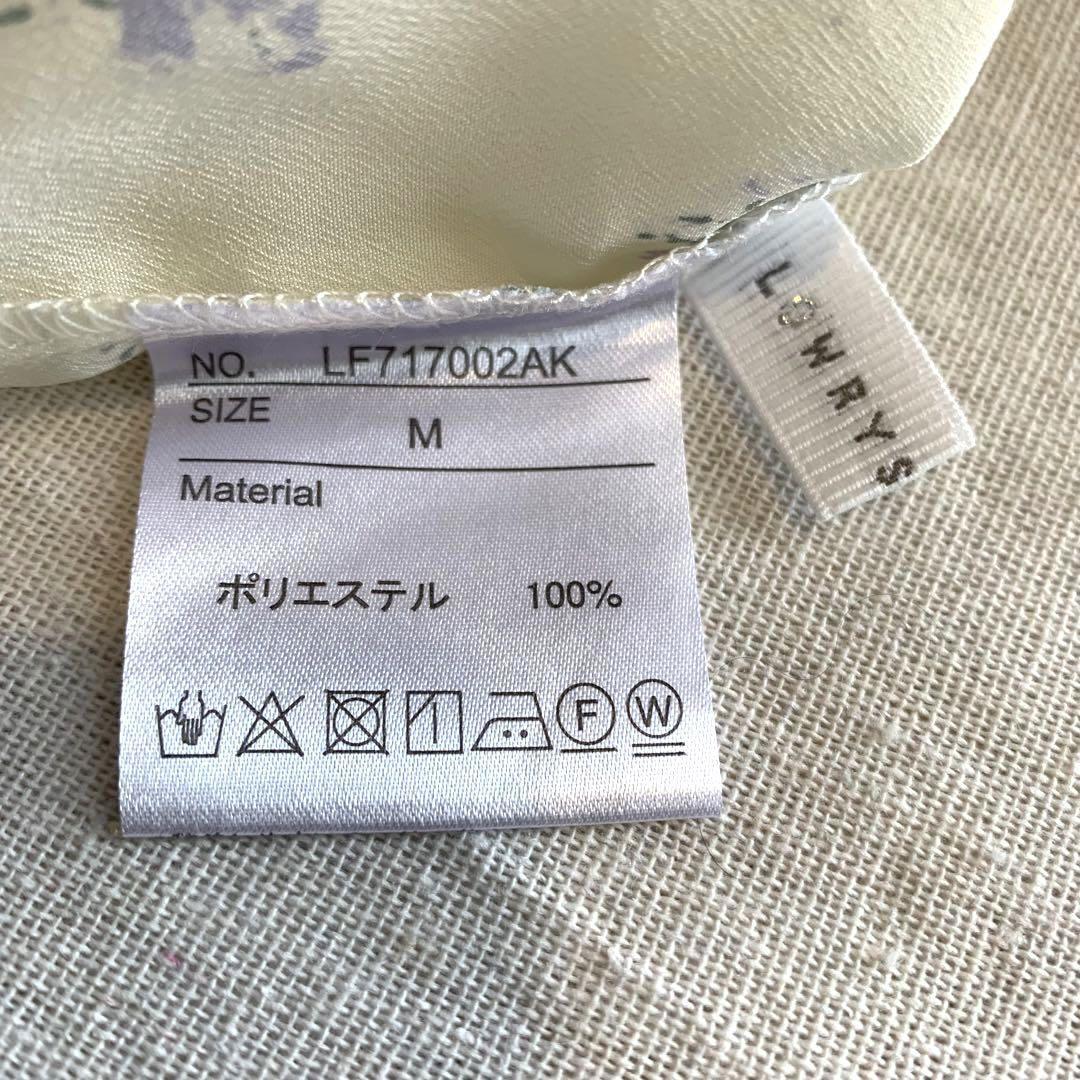 NO. LF717002AK
SIZE M
Material
ポリエステル 100%
F W
LOWRYS